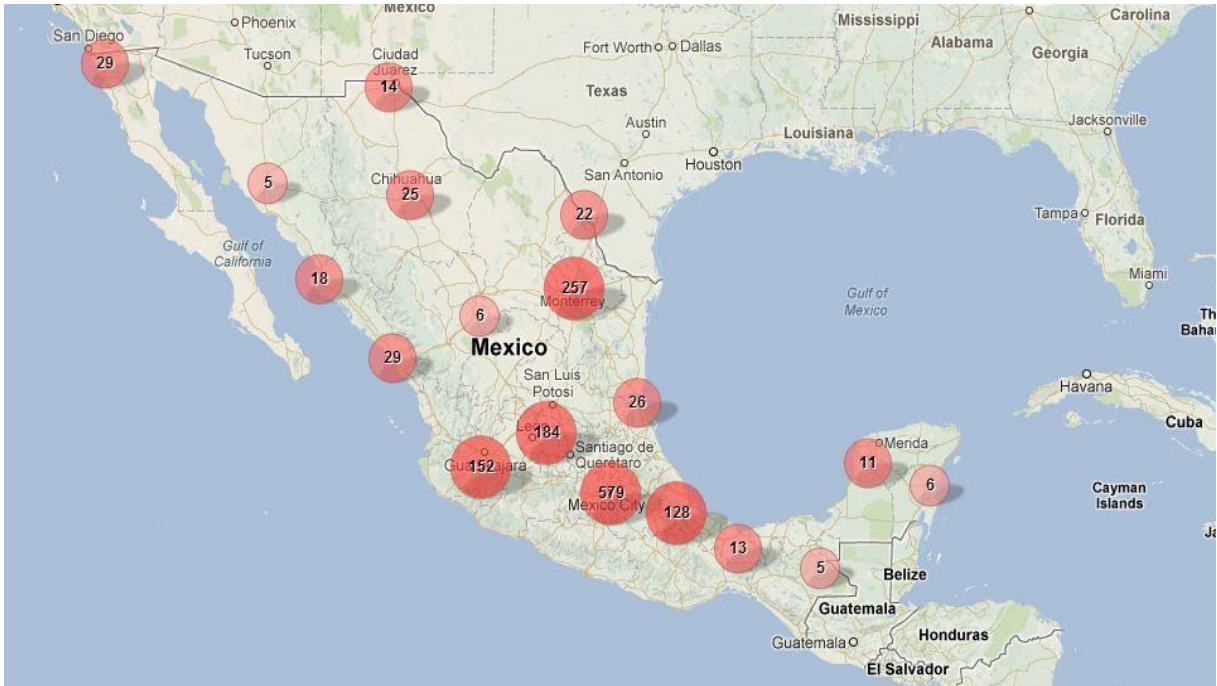 Phoenix
San Diego
Tucson
29
Mexico
Ciudad
Juarez
14
Fort Worth
Dallas
Mississippi
Alabama
Carolina
Georgia
Texas
Austin
Louisiana
Jacksonville
Houston
San Antonio
5
Chihuahua
25
22
Tampa
Florida
Gulf of
California
18
257
Monterrey
Miami
Gulf of
Mexico
6
Mexico
29
San Luis
Potosi
26
Havana
Cuba
184
Merida
152
Santiago de
Querétaro
11
6
579
Mexico City
128
Cayman
Islands
13
5
Belize
Guatemala
Guatemala
Honduras
El Salvador